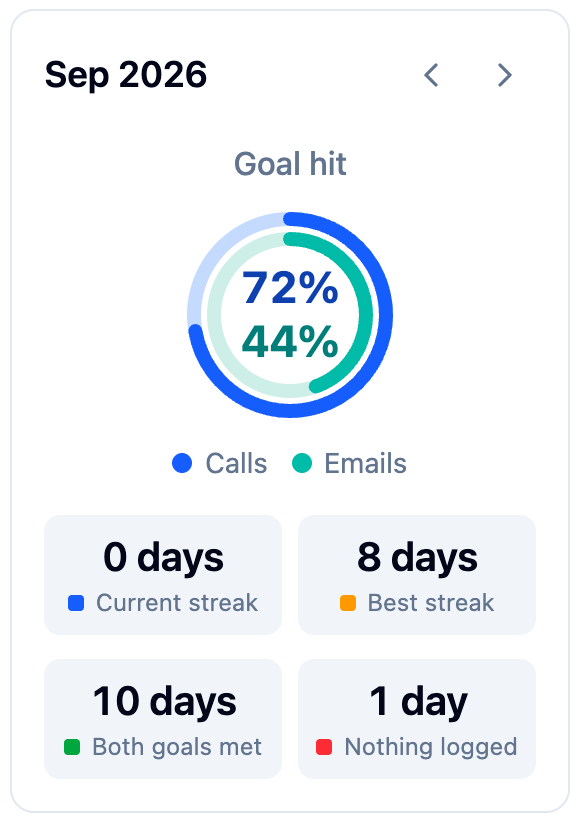 Sep 2026
Goal hit
72%
44%
Calls Emails
0 days
Current streak
8 days
Best streak
10 days
Both goals met
1 day
Nothing logged